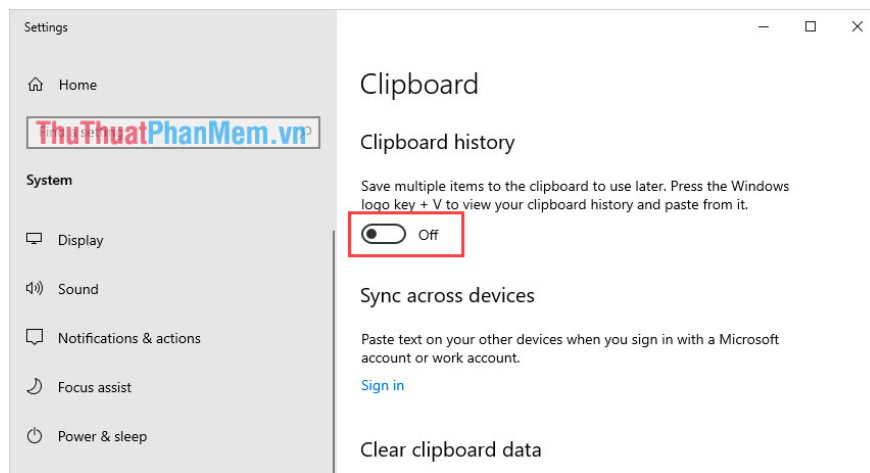 Settings
Home
Find a setting
ThuThuatPhanMem.vn
System
Display
Sound
Notifications & actions
Focus assist
Power & sleep
Clipboard
Clipboard history
Save multiple items to the clipboard to use later. Press the Windows
logo key + V to view your clipboard history and paste from it.
Off
Sync across devices
Paste text on your other devices when you sign in with a Microsoft
account or work account.
Sign in
Clear clipboard data